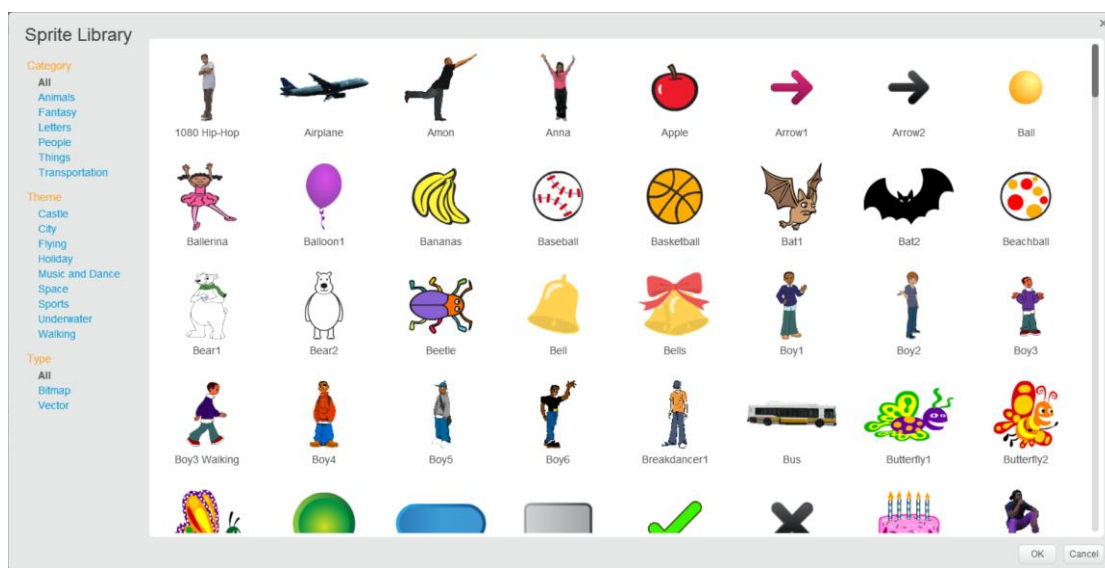 Sprite Library
Category
All
Animals
Fantasy
Letters
People
Things
Transportation
Theme
Castle
City
Flying
Holiday
Music and Dance
Space
Sports
Underwater
Walking
Type
All
Bitmap
Vector
1080 Hip-Hop Airplane Amon Anna Apple Arrow1 Arrow2 Ball
Ballerina Balloon1 Bananas Baseball Basketball Bat1 Bat2 Beachball
Bear1 Bear2 Beetle Bell Bells Boy1 Boy2 Boy3
Boy3 Walking Boy4 Boy5 Boy6 Breakdancer1 Bus Butterfly1 Butterfly2
OK Cancel